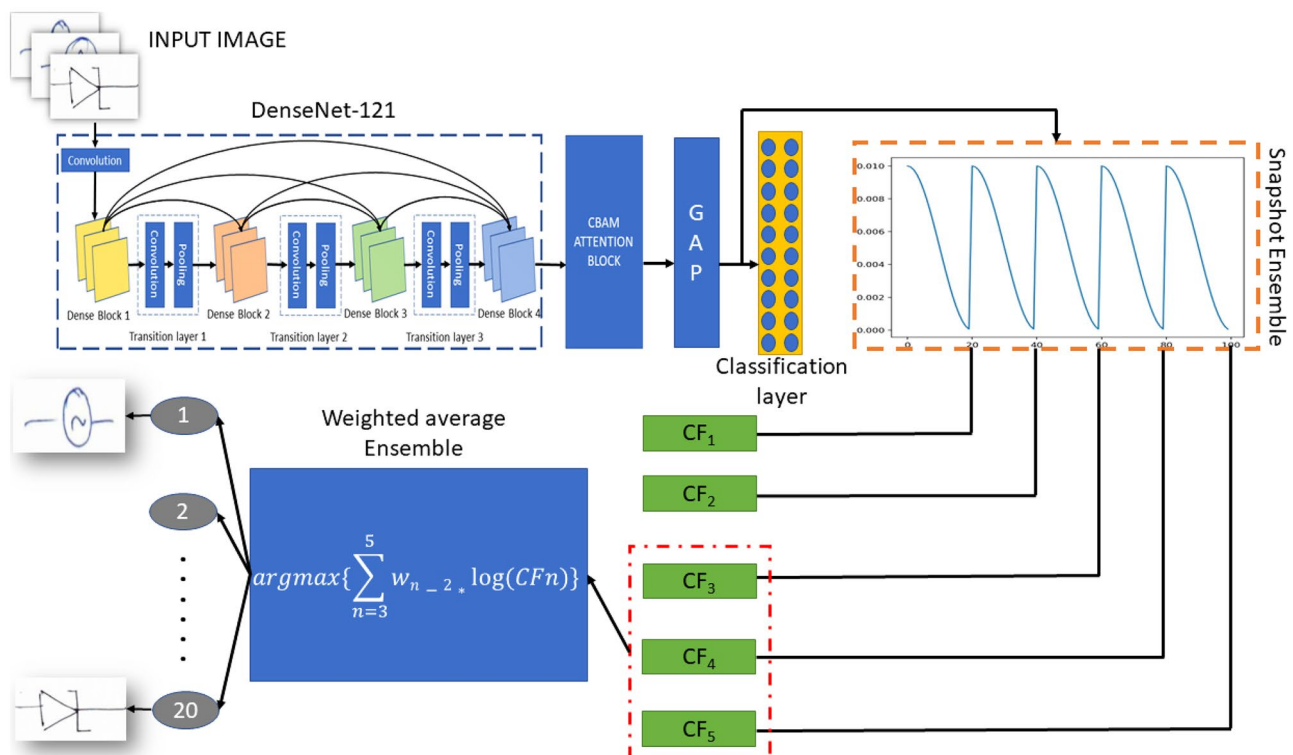 INPUT IMAGE
DenseNet-121
Convolution
Convolution
Pooling
Convolution
Pooling
Convolution
Pooling
Dense Block 1
Dense Block 2
Dense Block 3
Dense Block 4
Transition layer 1
Transition layer 2
Transition layer 3
CBAM
ATTENTION
BLOCK
G
A
P
Classification
layer
0.010
0.008
0.006
0.004
0.002
0.000
0
20
40
60
80
100
Snapshot Ensemble
CF₁
CF₂
CF₃
CF₄
CF₅
Weighted average
Ensemble
argmax{∑ₙ₌₃⁵ wₙ₋₂ * log(CFn)}
1
2
20